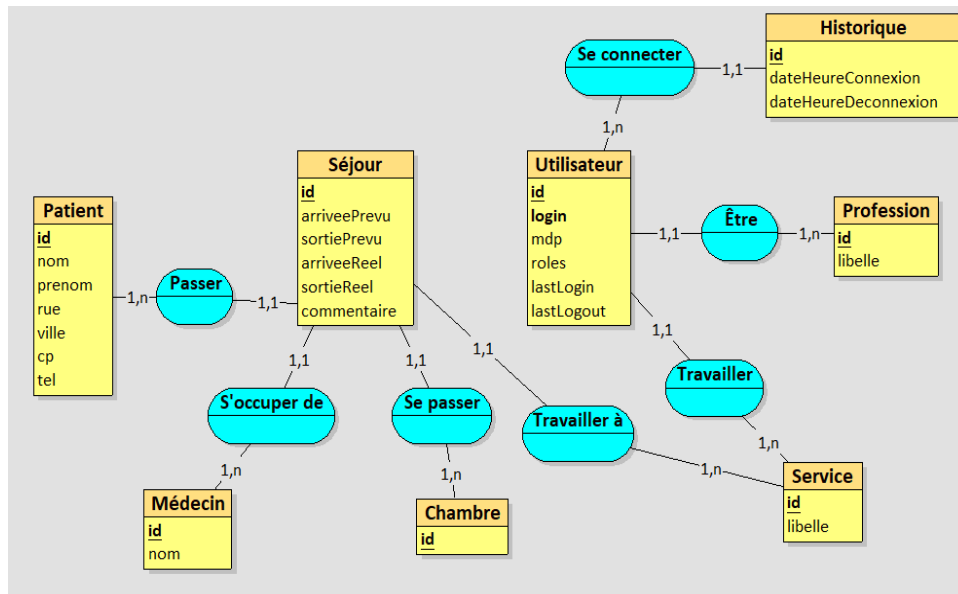 Historique
id
dateHeureConnexion
dateHeureDeconnexion
Se connecter
1,1
1,n
Utilisateur
id
login
mdp
roles
lastLogin
lastLogout
1,1
Être
1,n
Profession
id
libelle
Séjour
id
arriveePrevu
sortiePrevu
arriveeReel
sortieReel
commentaire
Patient
id
nom
prenom
rue
ville
cp
tel
1,n
Passer
1,1
1,1
S'occuper de
1,n
Médecin
id
nom
1,1
Se passer
1,n
Chambre
id
1,1
Travailler à
1,n
1,1
Travailler
1,n
Service
id
libelle